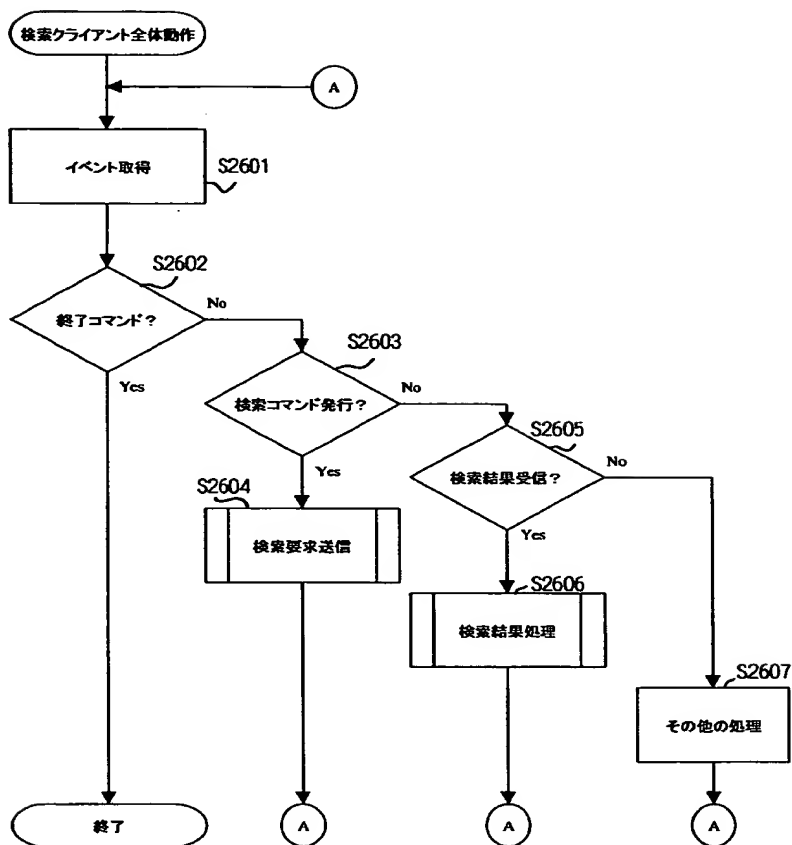 検索クライアント全体動作
A
イベント取得
S2601
S2602
終了コマンド?
No
Yes
S2603
検索コマンド発行?
No
Yes
S2605
検索結果受信?
No
Yes
S2604
検索要求送信
S2606
検索結果処理
S2607
その他の処理
終了
A
A
A